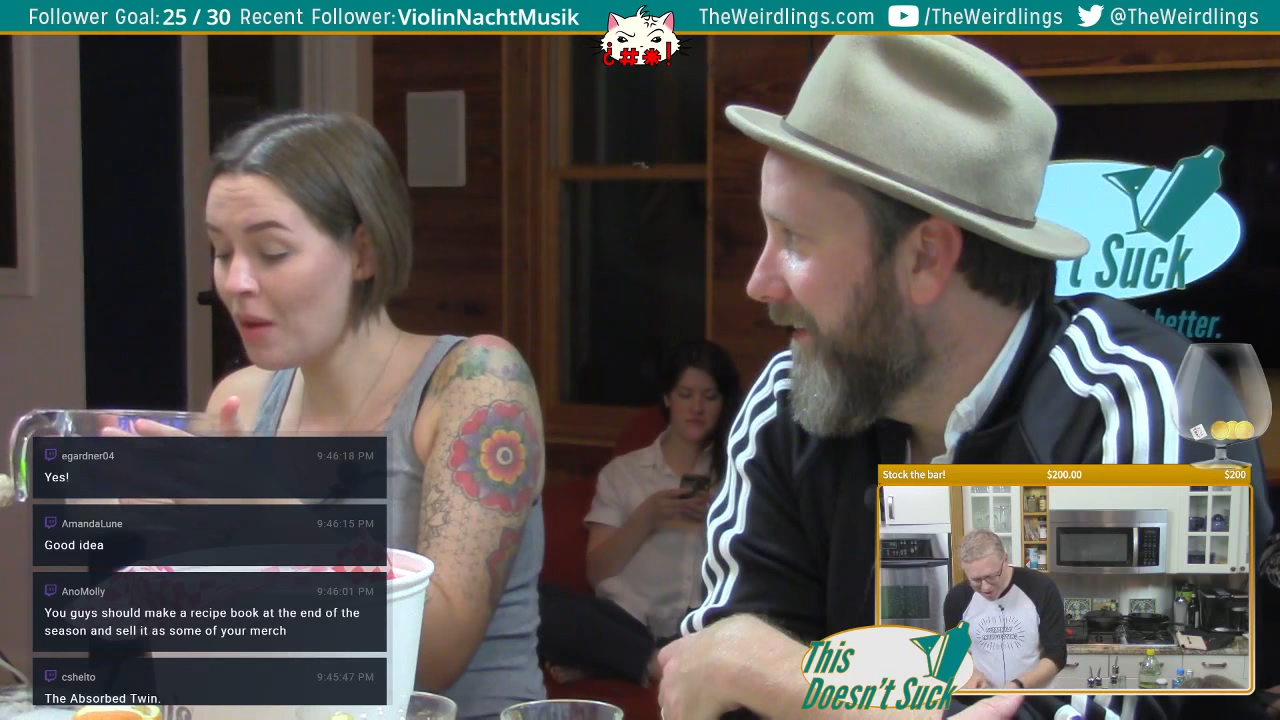 Follower Goal: 25 / 30 Recent Follower: ViolinNachtMusik
¿#*!
TheWeirdlings.com /TheWeirdlings @TheWeirdlings
t Suck
better.
egardner04 9:46:18 PM
Yes!
AmandaLune 9:46:15 PM
Good idea
AnoMolly 9:46:01 PM
You guys should make a recipe book at the end of the
season and sell it as some of your merch
cshelto 9:45:47 PM
The Absorbed Twin.
Stock the bar! $200.00 $200
This
Doesn't Suck